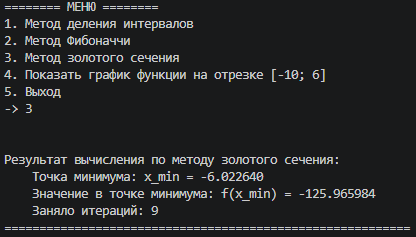 ======== МЕНЮ ========
1. Метод деления интервалов
2. Метод Фибоначчи
3. Метод золотого сечения
4. Показать график функции на отрезке [-10; 6]
5. Выход
-> 3
Результат вычисления по методу золотого сечения:
Точка минимума: x_min = -6.022640
Значение в точке минимума: f(x_min) = -125.965984
Заняло итераций: 9
==========================================================